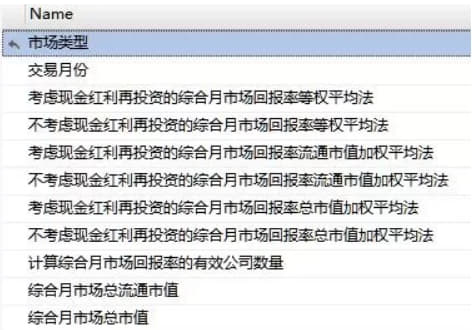 Name
市场类型
交易月份
考虑现金红利再投资的综合月市场回报率等权平均法
不考虑现金红利再投资的综合月市场回报率等权平均法
考虑现金红利再投资的综合月市场回报率流通市值加权平均法
不考虑现金红利再投资的综合月市场回报率流通市值加权平均法
考虑现金红利再投资的综合月市场回报率总市值加权平均法
不考虑现金红利再投资的综合月市场回报率总市值加权平均法
计算综合月市场回报率的有效公司数量
综合月市场总流通市值
综合月市场总市值